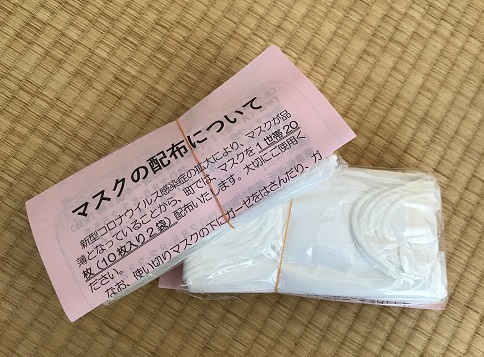 マスクの配布について
新型コロナウイルス感染症の拡大により、マスクが品
薄となっていることから、町では、マスクを1世帯20
枚(10枚入り2袋)配布いたします。大切にご使用く
ださい。
なお、使い切りマスクの下にガーゼをはさんだり、ガ